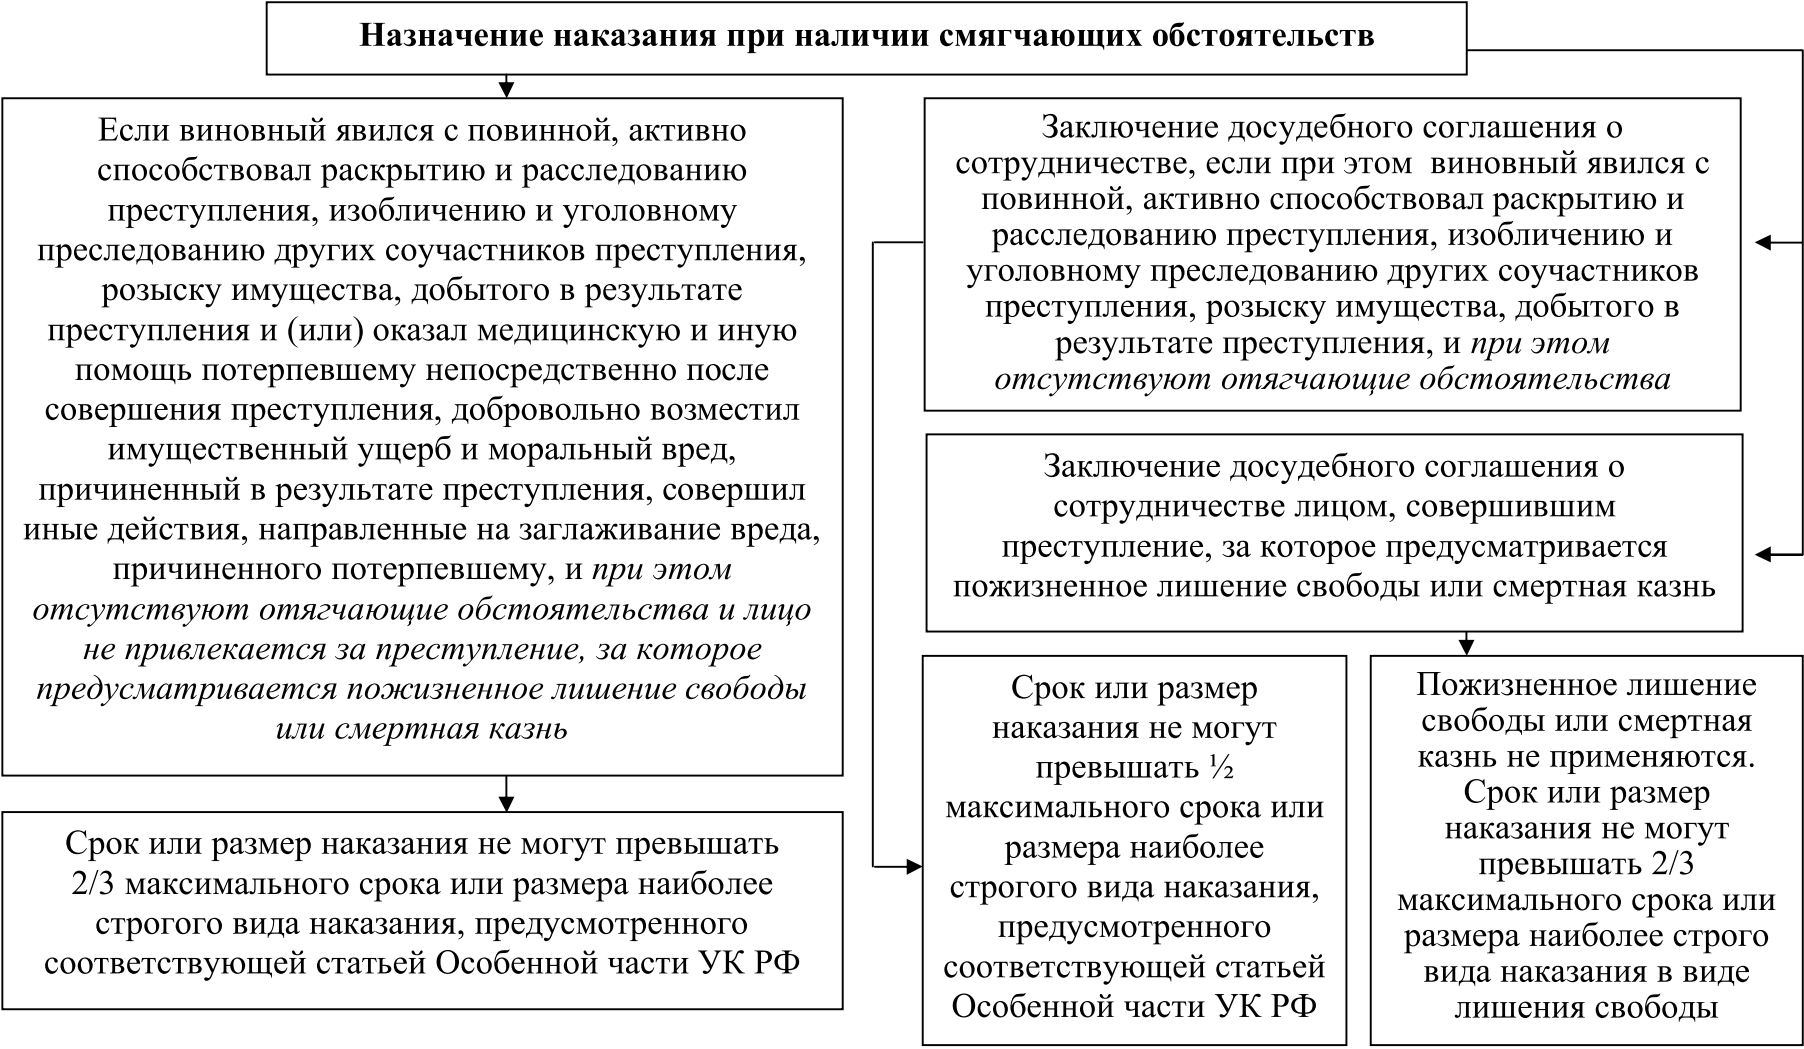 Назначение наказания при наличии смягчающих обстоятельств
Если виновный явился с повинной, активно
способствовал раскрытию и расследованию
преступления, изобличению и уголовному
преследованию других соучастников преступления,
розыску имущества, добытого в результате
преступления и (или) оказал медицинскую и иную
помощь потерпевшему непосредственно после
совершения преступления, добровольно возместил
имущественный ущерб и моральный вред,
причиненный в результате преступления, совершил
иные действия, направленные на заглаживание вреда,
причиненного потерпевшему, и при этом
отсутствуют отягчающие обстоятельства и лицо
не привлекается за преступление, за которое
предусматривается пожизненное лишение свободы
или смертная казнь
Срок или размер наказания не могут превышать
2/3 максимального срока или размера наиболее
строгого вида наказания, предусмотренного
соответствующей статьей Особенной части УК РФ
Заключение досудебного соглашения о
сотрудничестве, если при этом виновный явился с
повинной, активно способствовал раскрытию и
расследованию преступления, изобличению и
уголовному преследованию других соучастников
преступления, розыску имущества, добытого в
результате преступления, и при этом
отсутствуют отягчающие обстоятельства
Заключение досудебного соглашения о
сотрудничестве лицом, совершившим
преступление, за которое предусматривается
пожизненное лишение свободы или смертная казнь
Срок или размер
наказания не могут
превышать ½
максимального срока или
размера наиболее
строгого вида наказания,
предусмотренного
соответствующей статьей
Особенной части УК РФ
Пожизненное лишение
свободы или смертная
казнь не применяются.
Срок или размер
наказания не могут
превышать 2/3
максимального срока или
размера наиболее строго
вида наказания в виде
лишения свободы